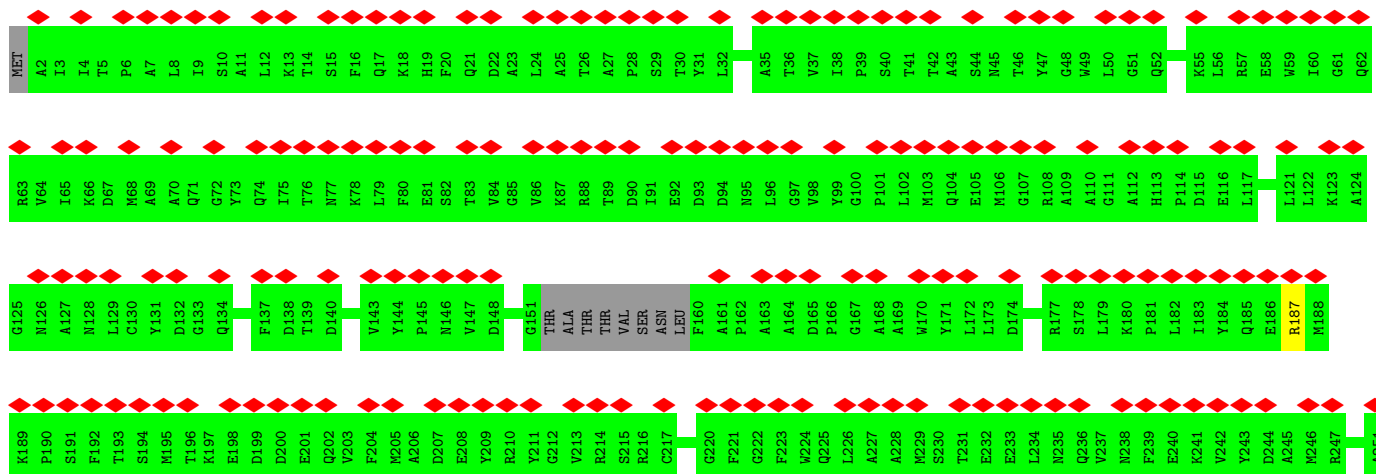 MET A2 I3 I4 T5 P6 A7 L8 I9 S10 A11 L12 K13 T14 S15 F16 Q17 K18 H19 F20 Q21 D22 A23 L24 A25 T26 A27 P28 S29 T30 Y31 L32 A35 T36 V37 I38 P39 S40 T41 T42 A43 S44 N45 T46 Y47 G48 W49 L50 G51 Q52 K55 L56 R57 E58 W59 I60 G61 Q62
R63 V64 I65 K66 D67 M68 A69 A70 Q71 G72 Y73 Q74 I75 T76 N77 K78 L79 F80 E81 S82 T83 V84 G85 V86 K87 R88 T89 D90 I91 E92 D93 D94 N95 L96 G97 V98 Y99 G100 P101 L102 M103 Q104 E105 M106 G107 R108 A109 A110 G111 A112 H113 P114 D115 E116 L117 L121 L122 K123 A124
G125 N126 A127 N128 L129 C130 Y131 D132 G133 Q134 F137 D138 T139 D140 V143 Y144 P145 N146 V147 D148 G151 THR ALA THR THR VAL SER ASN LEU F160 A161 P162 A163 A164 D165 P166 G167 A168 A169 W170 Y171 L172 L173 D174 R177 S178 L179 K180 P181 L182 I183 Y184 Q185 E186 R187 M188
K189 P190 S191 F192 T193 S194 M195 T196 K197 E198 D199 D200 E201 Q202 V203 F204 M205 A206 D207 E208 Y209 R210 Y211 G212 V213 R214 S215 R216 C217 G220 F221 G222 F223 W224 Q225 L226 A227 A228 M229 S230 T231 E232 E233 L234 N235 Q236 V237 N238 F239 E240 K241 V242 Y243 D244 A245 M246 R247